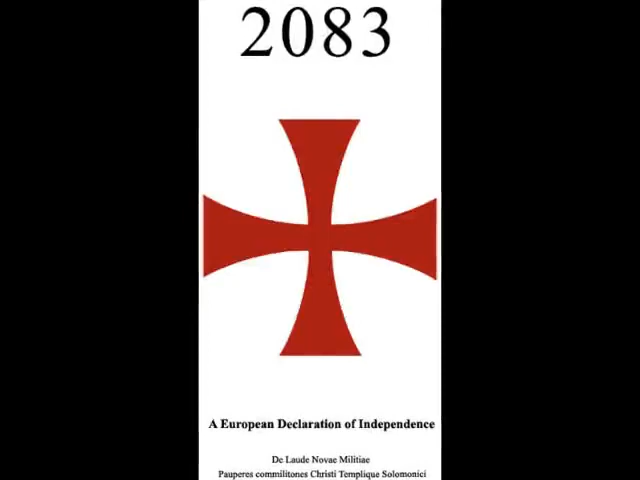 2083
A European Declaration of Independence
De Laude Novae Militiae
Pauperes commilitones Christi Templique Solomonici